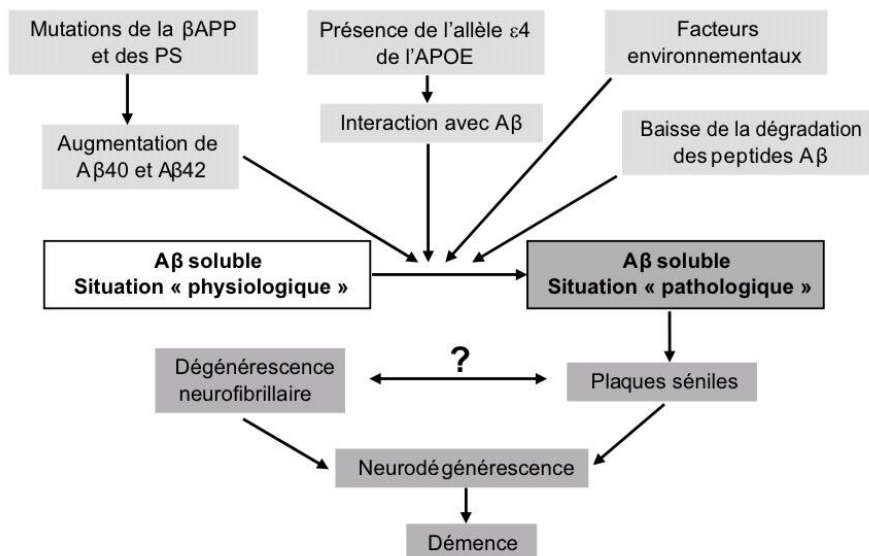 Mutations de la βAPP
et des PS
Présence de l’allèle ε4
de l’APOE
Facteurs
environnementaux
Augmentation de
Aβ40 et Aβ42
Interaction avec Aβ
Baisse de la dégradation
des peptides Aβ
Aβ soluble
Situation « physiologique »
Aβ soluble
Situation « pathologique »
?
Dégénérescence
neurofibrillaire
Plaques séniles
Neurodégénérescence
Démence